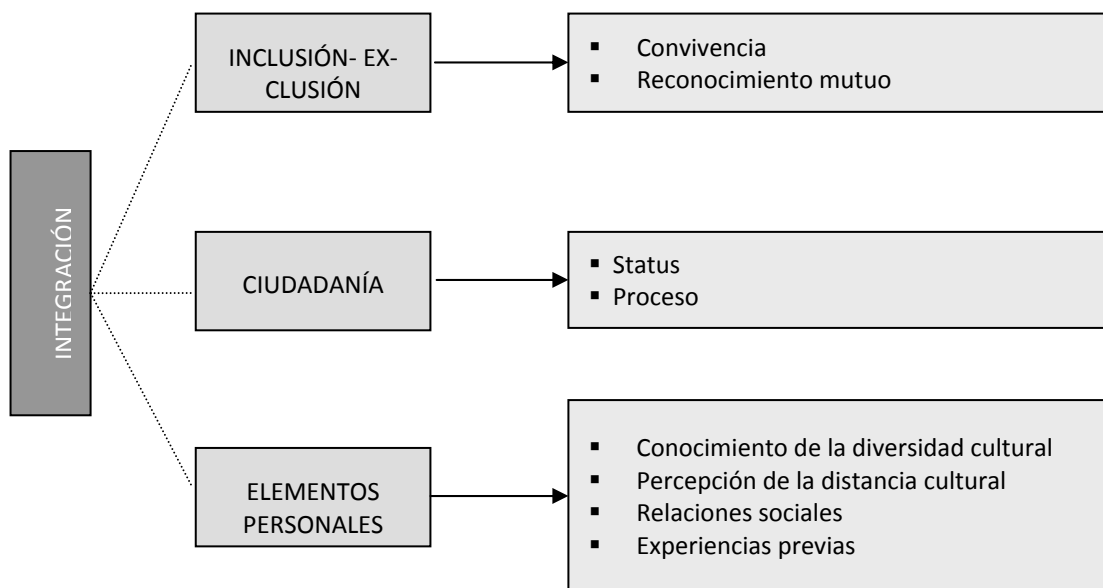 INTEGRACIÓN
INCLUSIÓN- EX-
CLUSIÓN
▪ Convivencia
▪ Reconocimiento mutuo
CIUDADANÍA
▪ Status
▪ Proceso
ELEMENTOS
PERSONALES
▪ Conocimiento de la diversidad cultural
▪ Percepción de la distancia cultural
▪ Relaciones sociales
▪ Experiencias previas